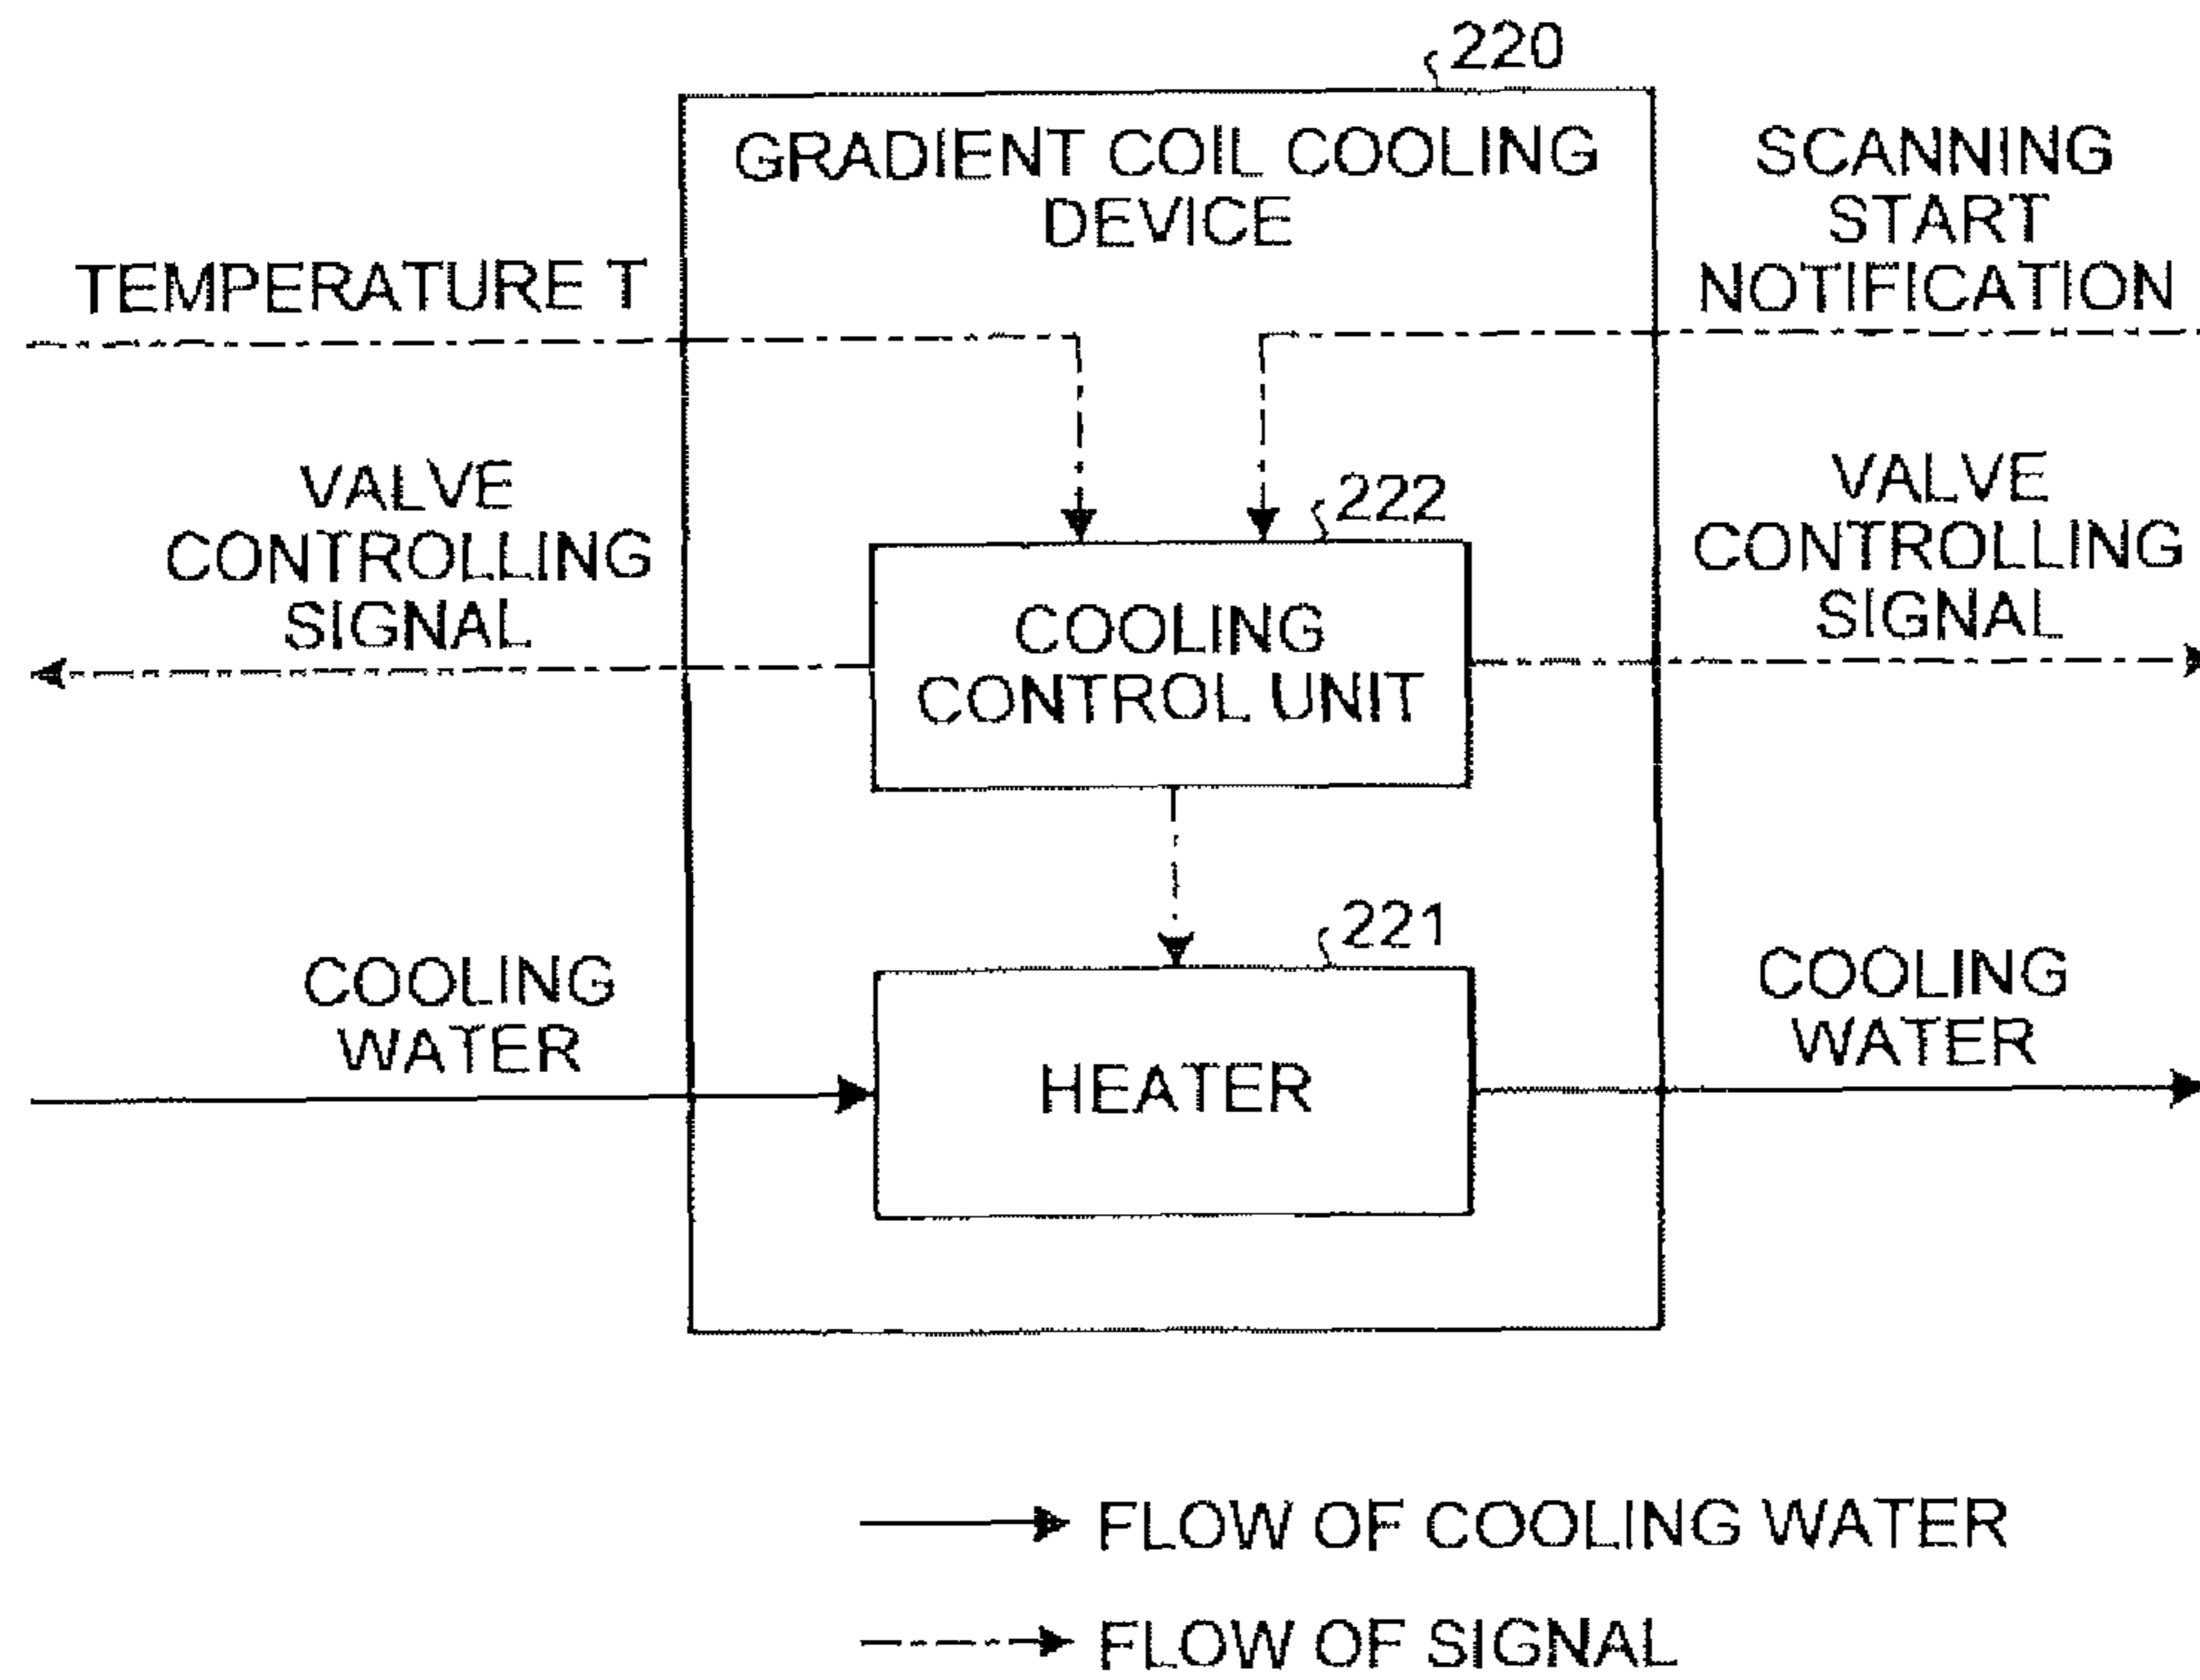 220
GRADIENT COIL COOLING
DEVICE
SCANNING
START
NOTIFICATION
TEMPERATURE T
VALVE
CONTROLLING
SIGNAL
222
VALVE
CONTROLLING
SIGNAL
COOLING
CONTROL UNIT
221
COOLING
WATER
COOLING
WATER
HEATER
FLOW OF COOLING WATER
FLOW OF SIGNAL